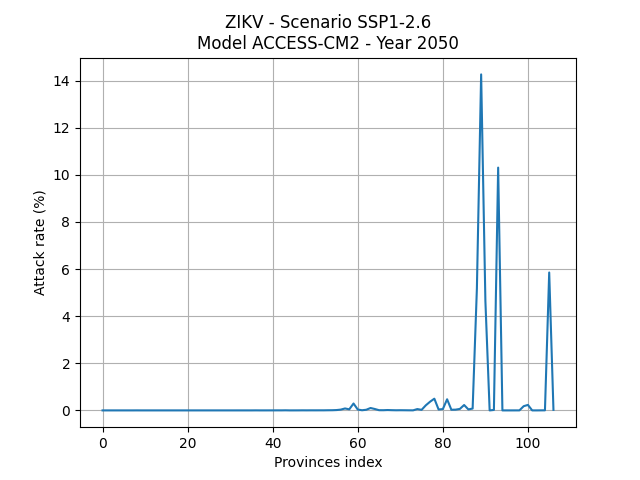 ZIKV - Scenario SSP1-2.6
Model ACCESS-CM2 - Year 2050
14
12
10
8
6
4
2
0
Attack rate (%)
0 20 40 60 80 100
Provinces index